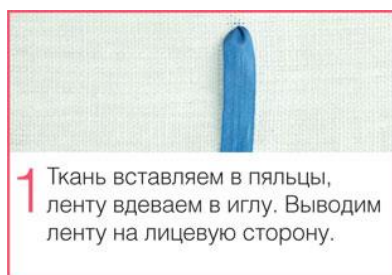 1 Ткань вставляем в пяльцы,
ленту вдеваем в иглу. Выводим
ленту на лицевую сторону.